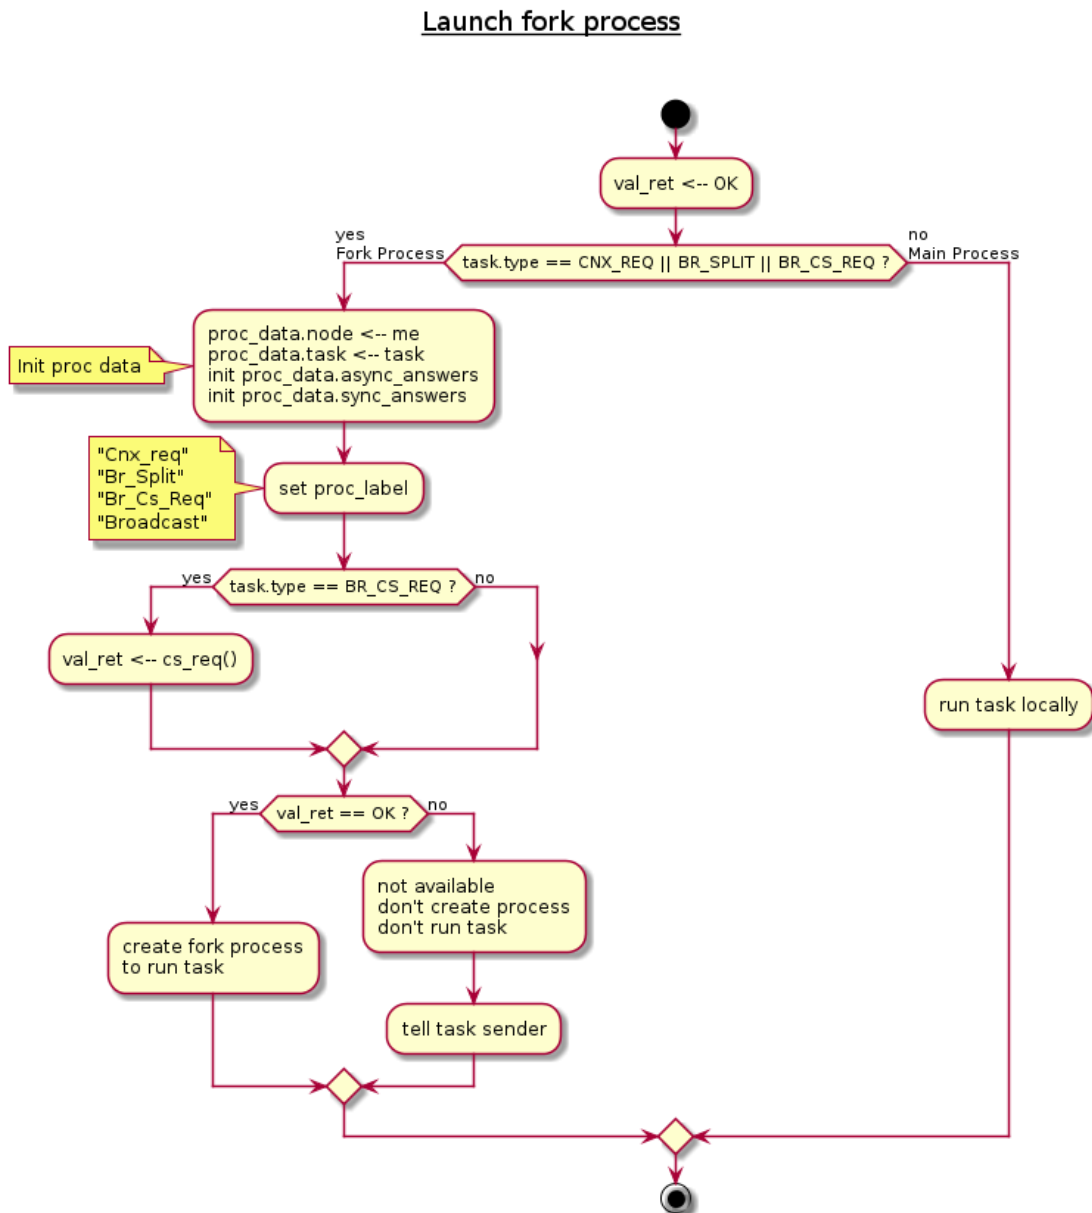 Launch fork process
val_ret <-- OK
yes
Fork Process
task.type == CNX_REQ || BR_SPLIT || BR_CS_REQ ?
no
Main Process
proc_data.node <-- me
proc_data.task <-- task
init proc_data.async_answers
init proc_data.sync_answers
Init proc data
"Cnx_req"
"Br_Split"
"Br_Cs_Req"
"Broadcast"
set proc_label
yes
task.type == BR_CS_REQ ?
no
val_ret <-- cs_req()
run task locally
yes
val_ret == OK ?
no
not available
don't create process
don't run task
create fork process
to run task
tell task sender